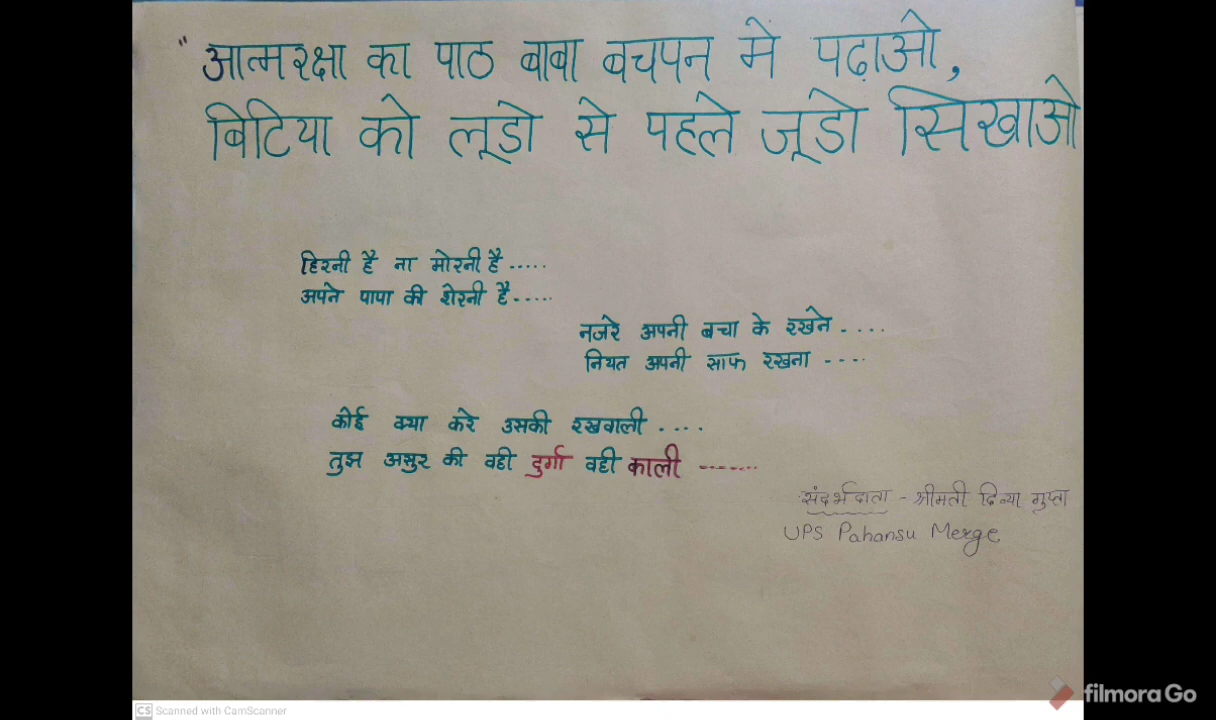 " आत्मरक्षा का पाठ बाबा बचपन में पढ़ाओ,
बिटिया को लूडो से पहले जूडो सिखाओ
हिरनी है ना मोरनी है.....
अपने पापा की शेरनी है.....
नजरे अपनी बचा के रखने....
नियत अपनी साफ रखना ....
कोई क्या करे उसकी रखवाली ....
तुझ असुर की वही दुर्गा वही काली .......
संदर्भदाता - श्रीमती दिव्या गुप्ता
UPS Pahansu Merge
CS Scanned with CamScanner
filmora Go